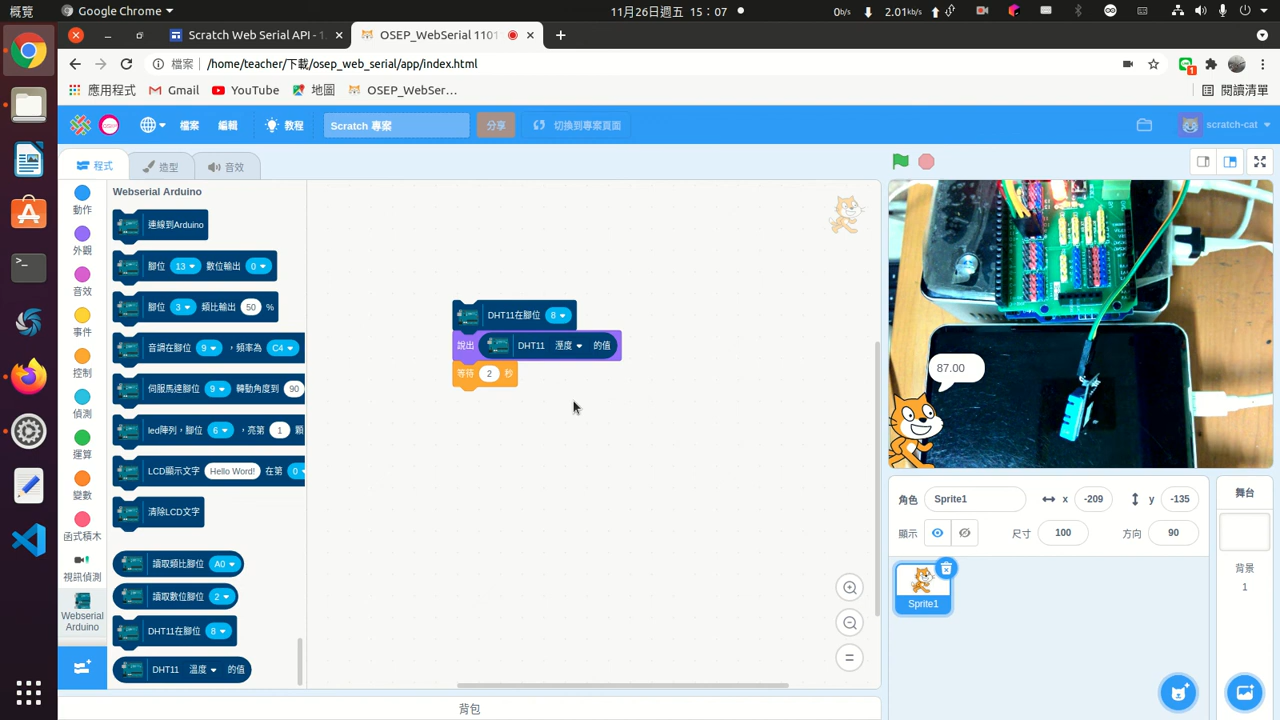 概覽
Google Chrome
11月26日週五 15：07
0b/s
2.01kb/s
Scratch Web Serial API - 1.
OSEP_WebSerial 1101
檔案
/home/teacher/下載/osep_web_serial/app/index.html
應用程式
Gmail
YouTube
地圖
OSEP_WebSer…
閱讀清單
檔案
編輯
教程
Scratch 專案
分享
切換到專案頁面
scratch-cat
程式
造型
音效
動作
外觀
音效
事件
控制
偵測
運算
變數
函式積木
視訊偵測
Webserial
Arduino
Webserial Arduino
連線到Arduino
腳位 13 數位輸出 0
腳位 3 類比輸出 50 %
音調在腳位 9 ，頻率為 C4
伺服馬達腳位 9 轉動角度到 90
led陣列，腳位 6 ，亮第 1 顆
LCD顯示文字 Hello Word! 在第 0
清除LCD文字
讀取類比腳位 A0
讀取數位腳位 2
DHT11在腳位 8
DHT11 溫度 的值
DHT11在腳位 8
說出 DHT11 溼度 的值
等待 2 秒
87.00
角色
Sprite1
x
-209
y
-135
顯示
尺寸
100
方向
90
Sprite1
舞台
背景
1
背包